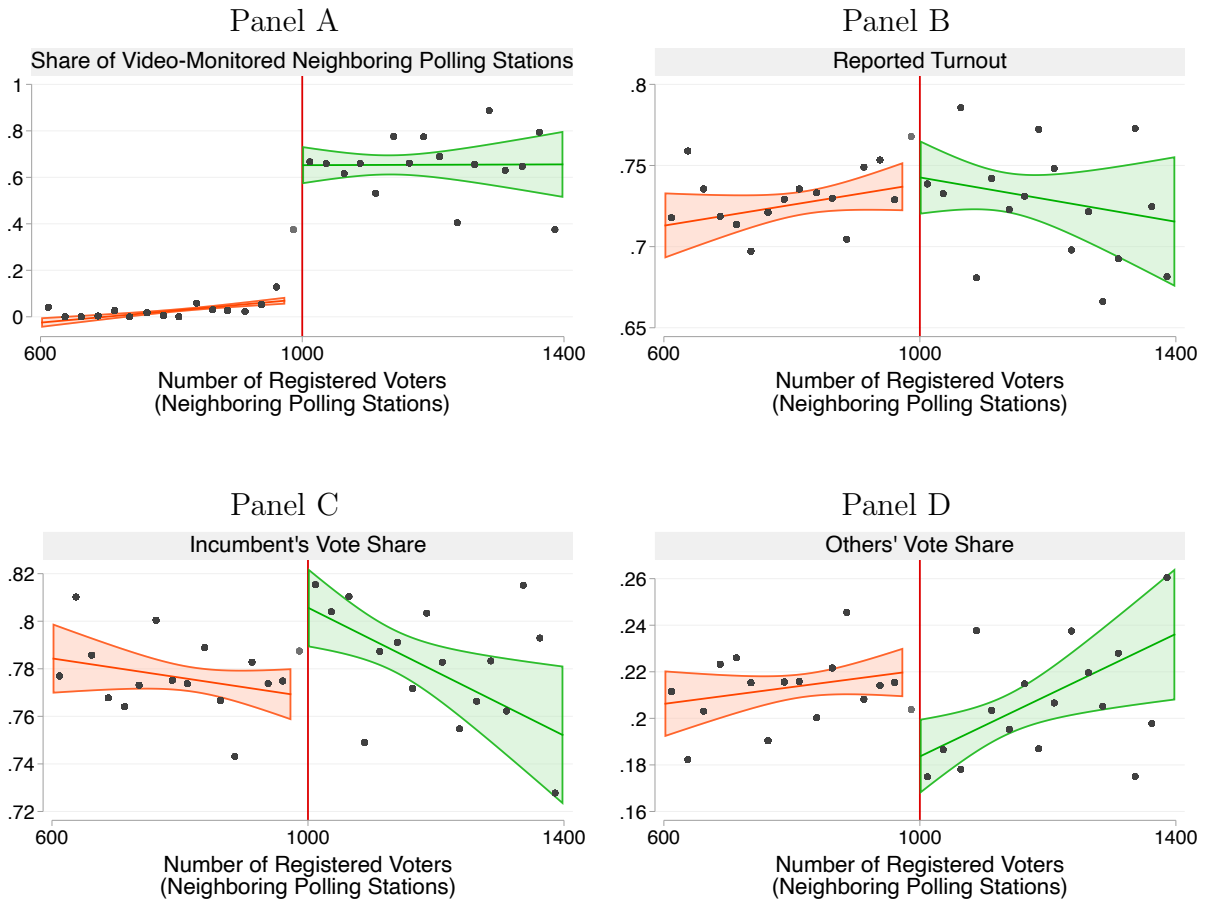 Panel A
Share of Video-Monitored Neighboring Polling Stations
1
.8
.6
.4
.2
0
600
1000
1400
Number of Registered Voters
(Neighboring Polling Stations)
Panel B
Reported Turnout
.8
.75
.7
.65
600
1000
1400
Number of Registered Voters
(Neighboring Polling Stations)
Panel C
Incumbent's Vote Share
.82
.8
.78
.76
.74
.72
600
1000
1400
Number of Registered Voters
(Neighboring Polling Stations)
Panel D
Others' Vote Share
.26
.24
.22
.2
.18
.16
600
1000
1400
Number of Registered Voters
(Neighboring Polling Stations)